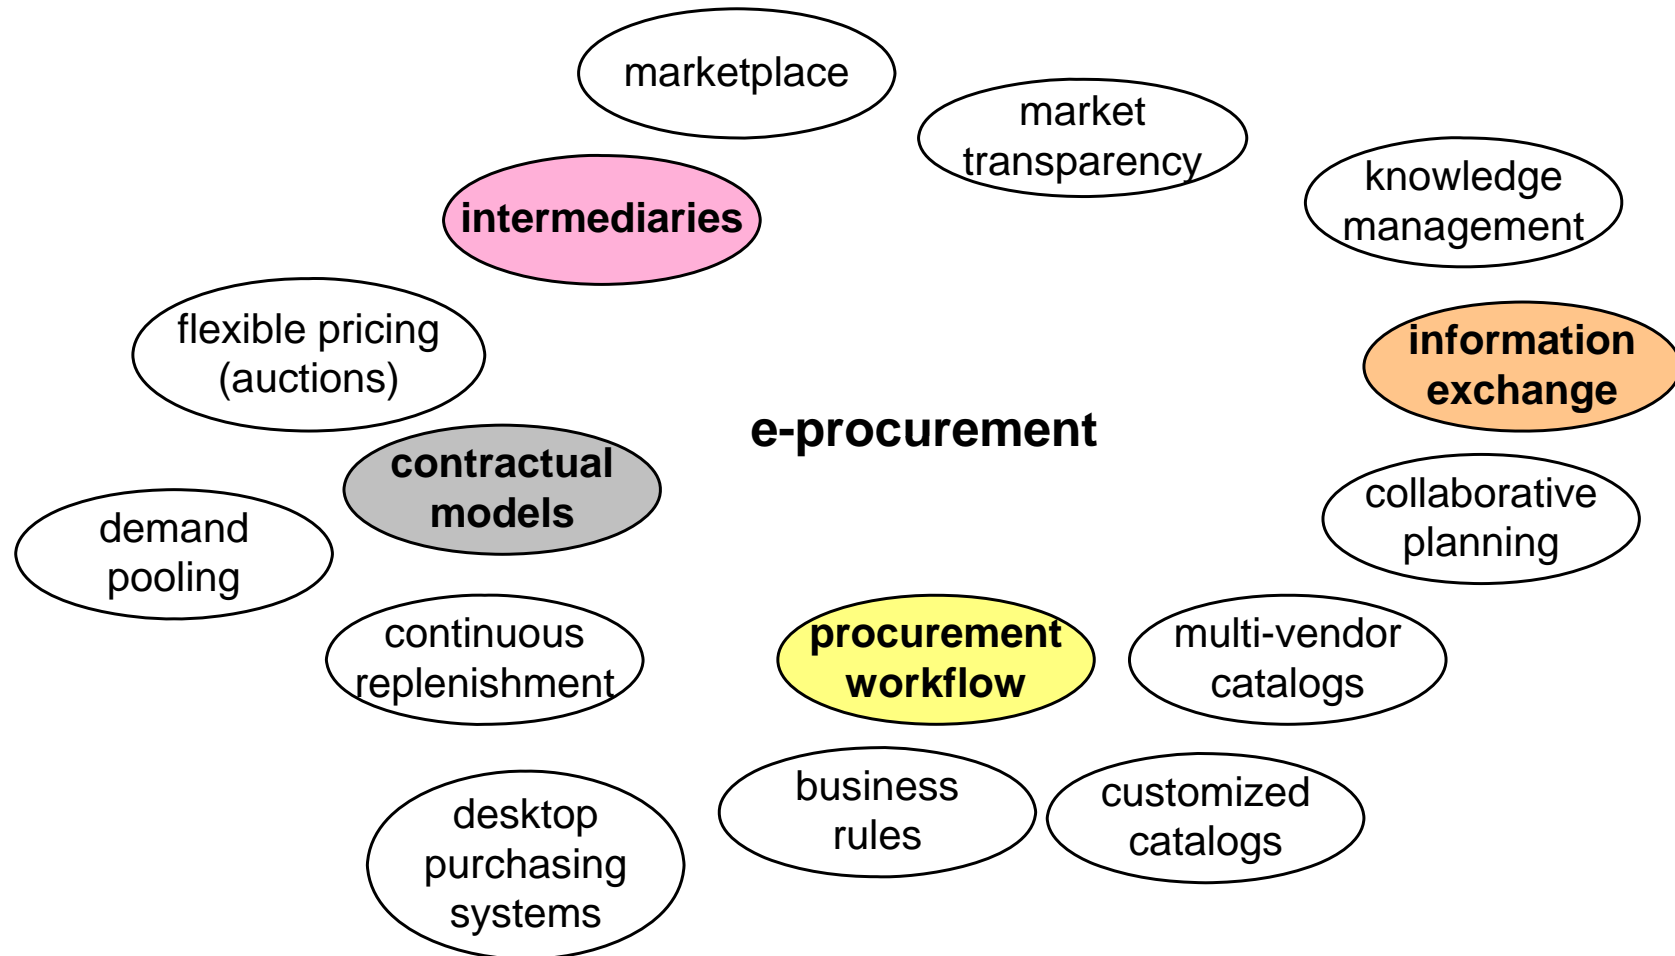 marketplace
market
transparency
knowledge
management
intermediaries
flexible pricing
(auctions)
information
exchange
e-procurement
contractual
models
collaborative
planning
demand
pooling
continuous
replenishment
procurement
workflow
multi-vendor
catalogs
business
rules
customized
catalogs
desktop
purchasing
systems